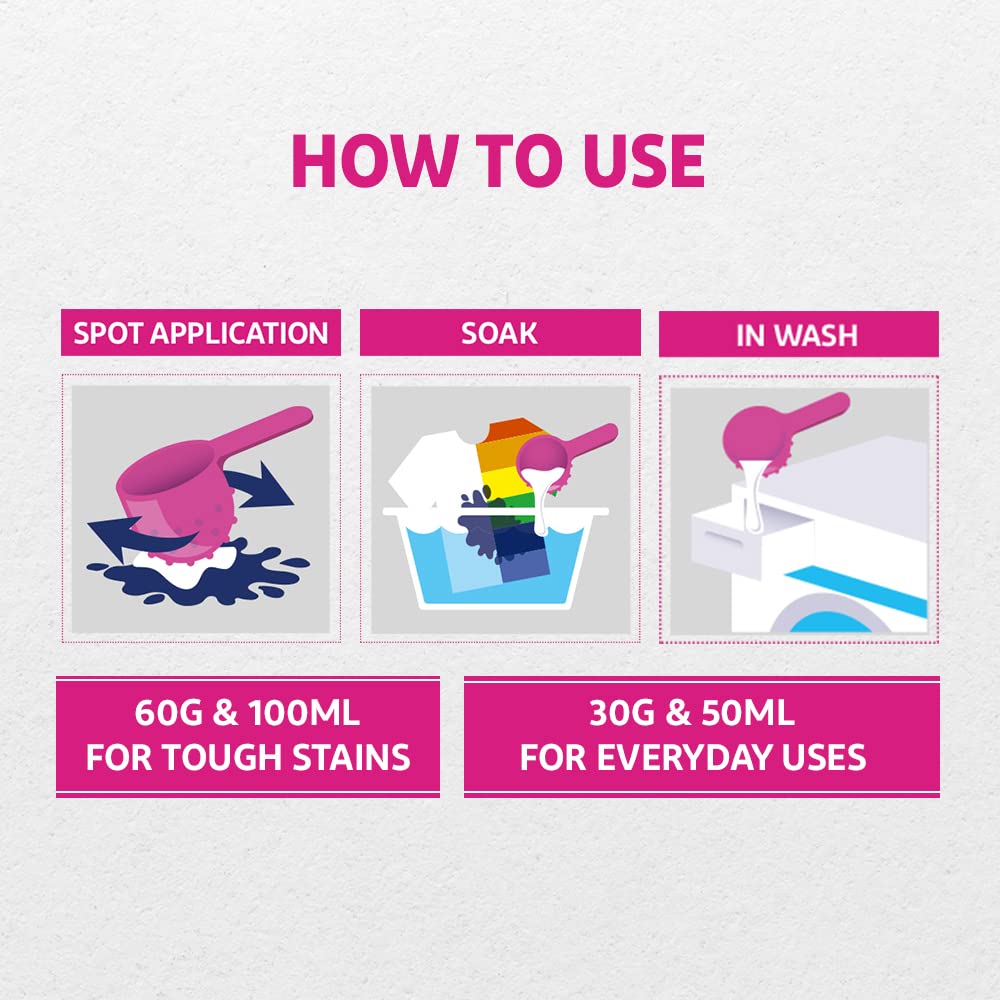 HOW TO USE
SPOT APPLICATION
SOAK
IN WASH
60G & 100ML
FOR TOUGH STAINS
30G & 50ML
FOR EVERYDAY USES